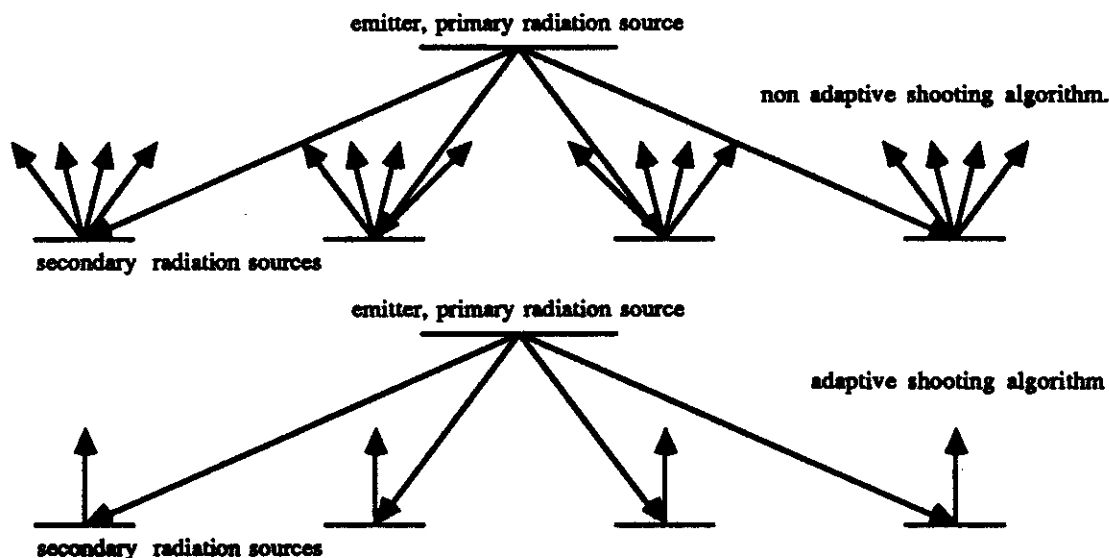 emitter, primary radiation source
non adaptive shooting algorithm.
secondary radiation sources
emitter, primary radiation source
adaptive shooting algorithm
secondary radiation sources